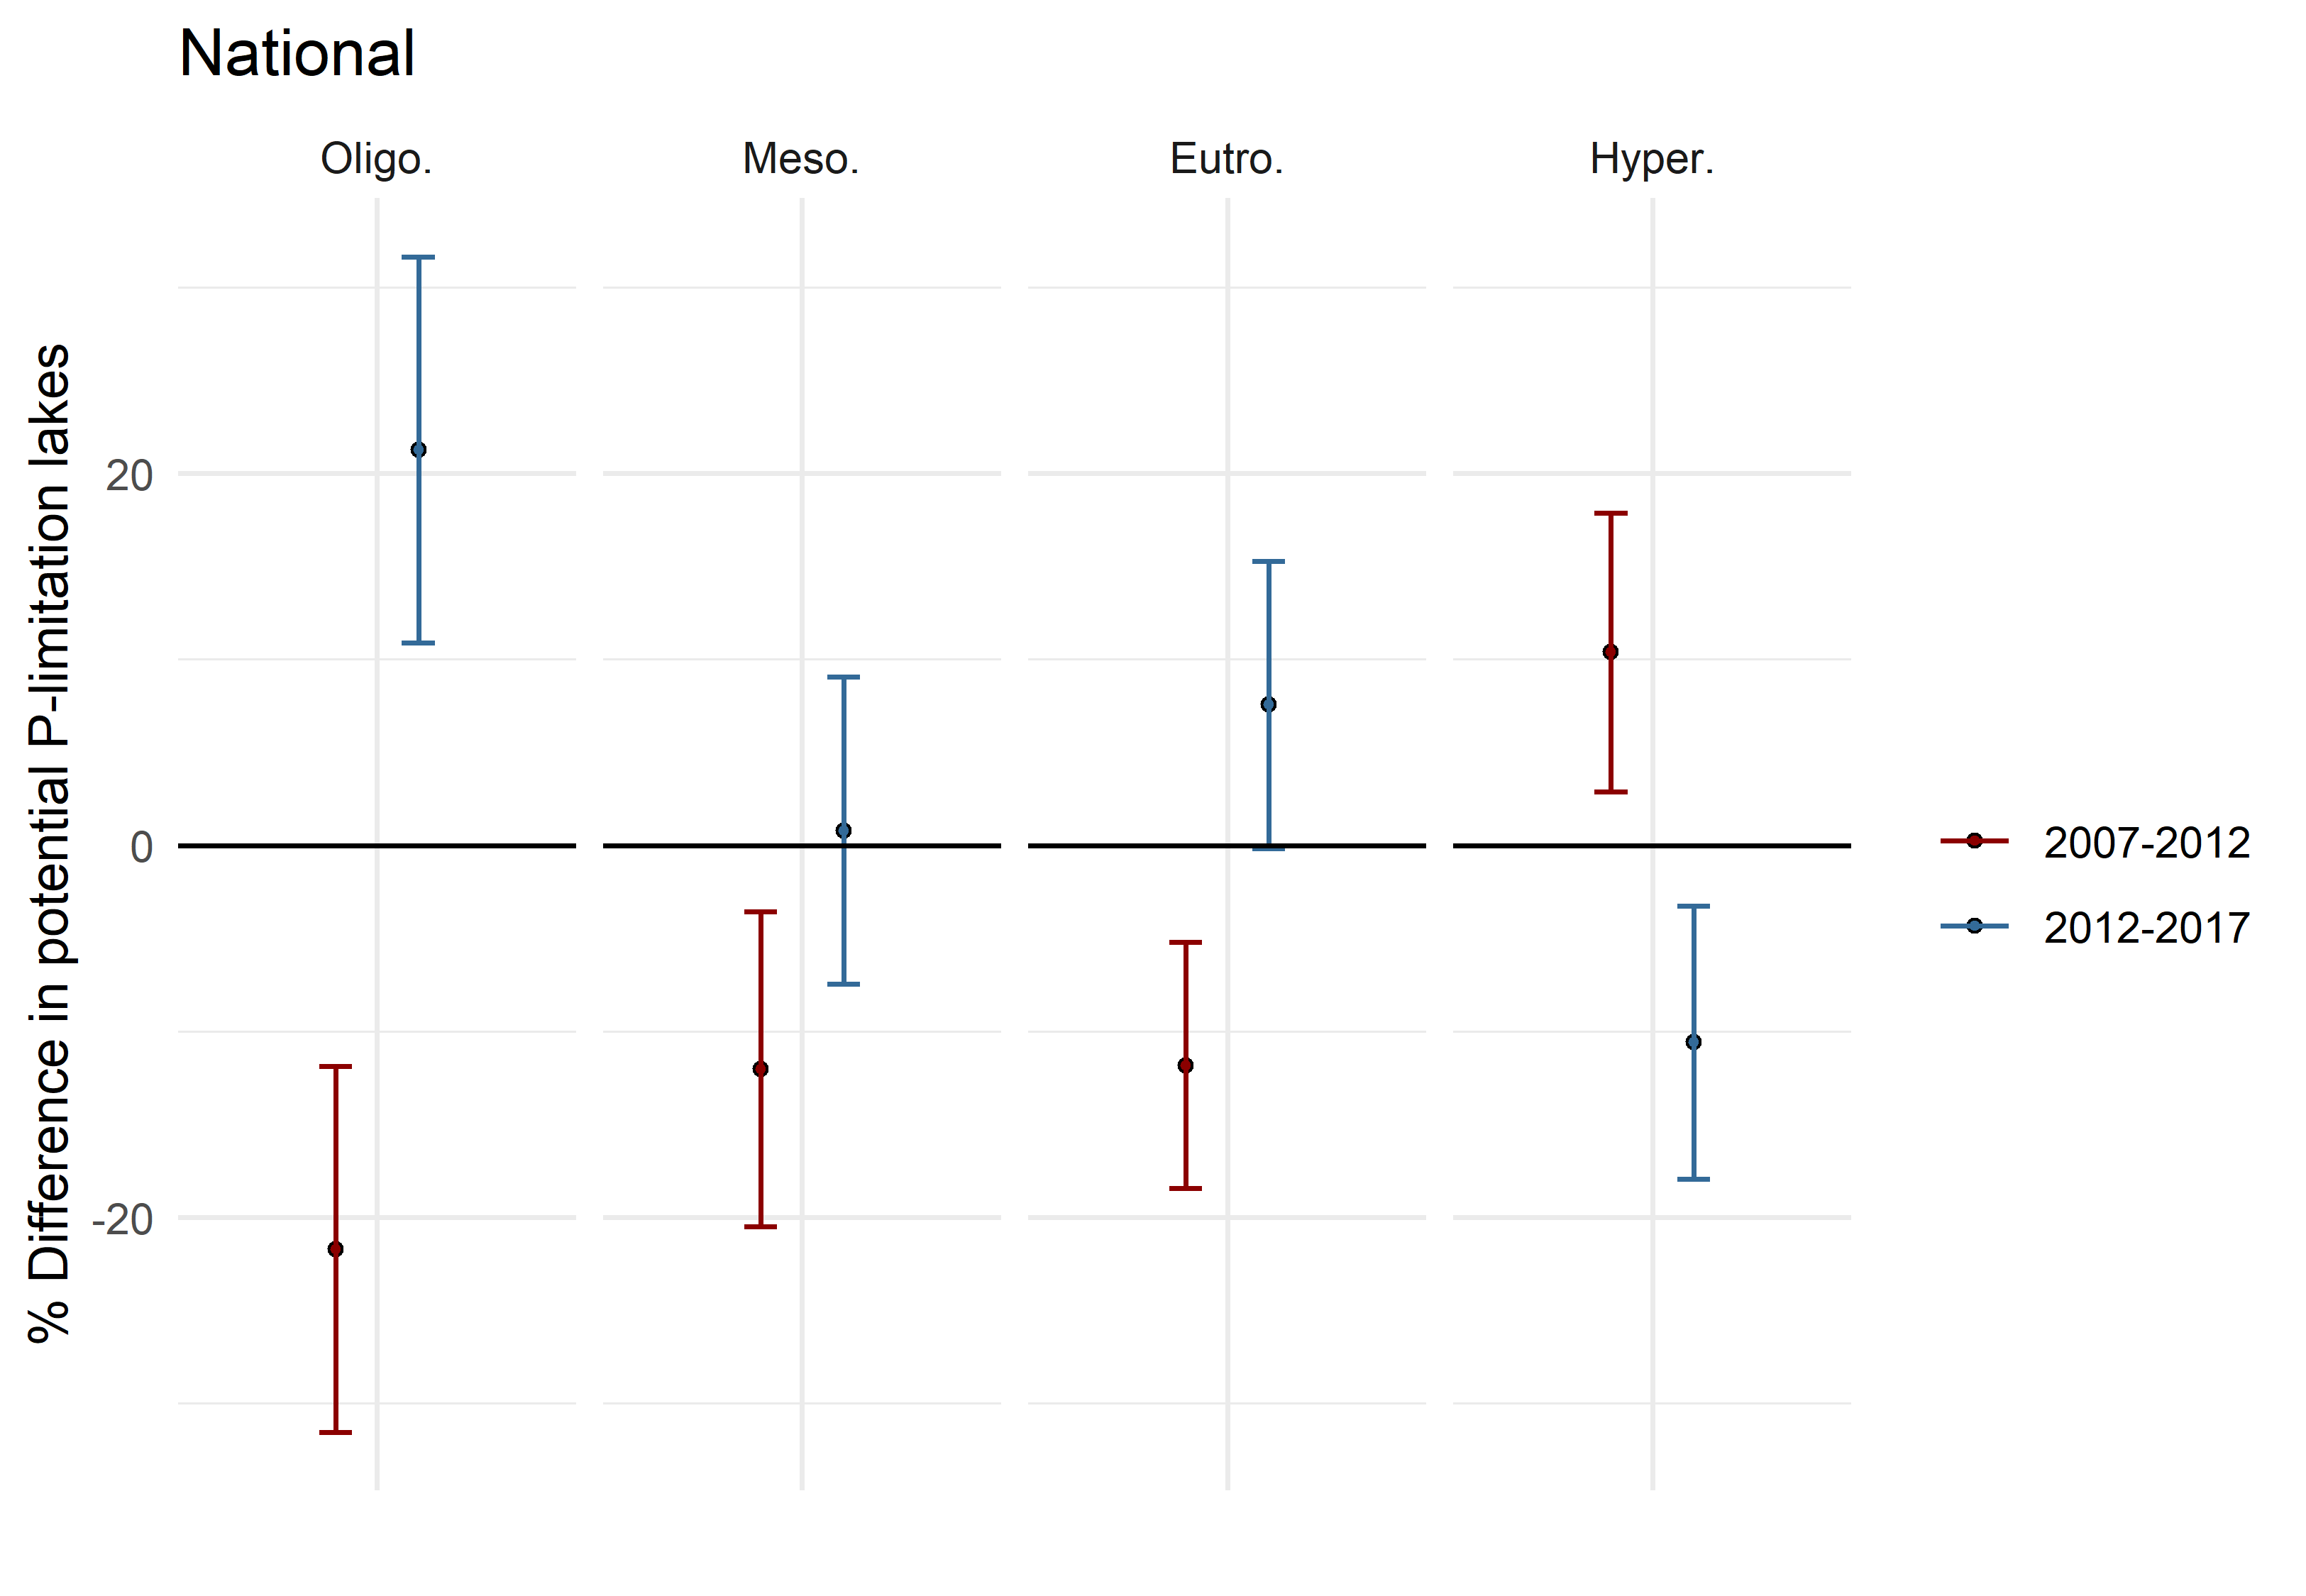 National
Oligo. Meso. Eutro. Hyper.
% Difference in potential P-limitation lakes
20
0
-20
2007-2012
2012-2017